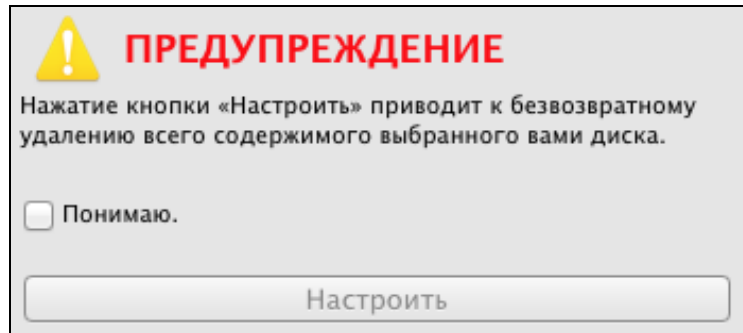 ПРЕДУПРЕЖДЕНИЕ
Нажатие кнопки «Настроить» приводит к безвозвратному
удалению всего содержимого выбранного вами диска.
Понимаю.
Настроить